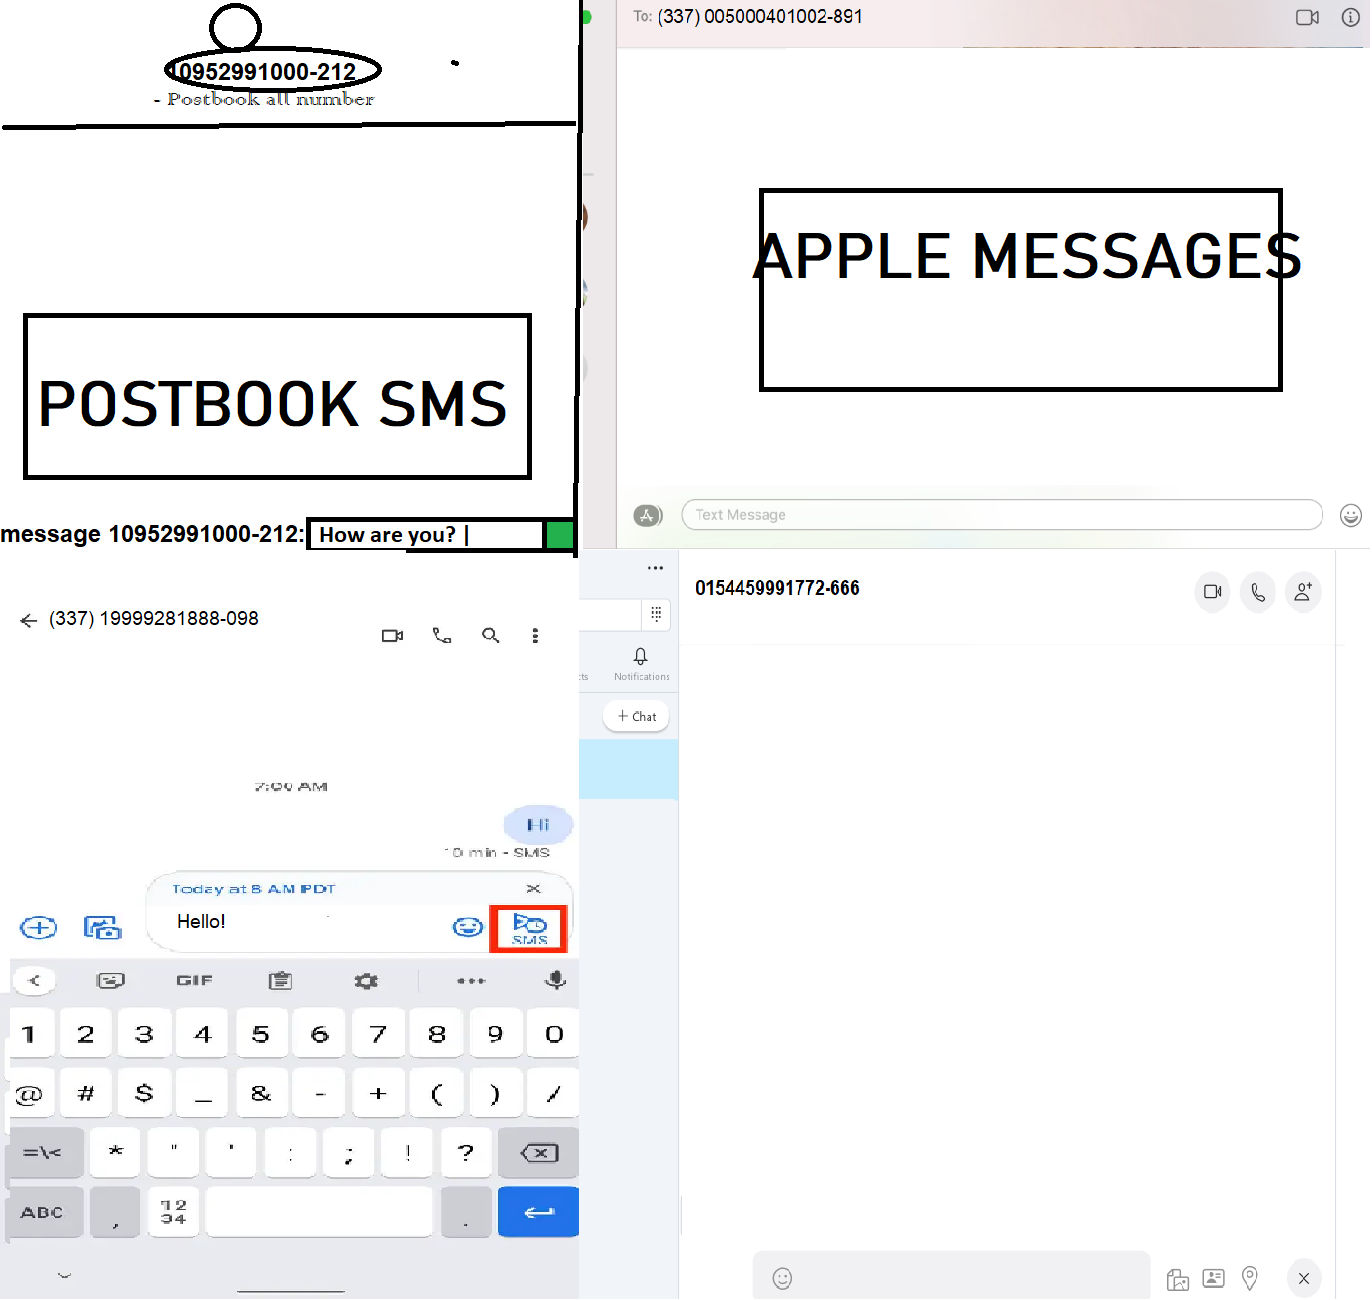 10952991000-212
- Postbook all number
POSTBOOK SMS
message 10952991000-212: How are you? |
To: (337) 005000401002-891
APPLE MESSAGES
Text Message
(337) 19999281888-098
7:00 AM
Hi
10 min - SMS
Today at 8 AM PDT
Hello!
SMS
GIF
1 2 3 4 5 6 7 8 9 0
@ # $ _ & - + ( ) /
=\< * " ' : ; ! ?
ABC , 12 34 .
0154459991772-666
cts Notifications
+ Chat